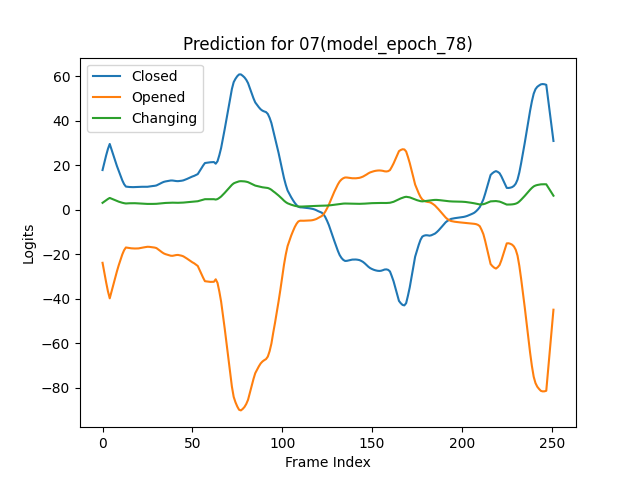 Prediction for 07(model_epoch_78)
Closed
Opened
Changing
60
40
20
0
−20
−40
−60
−80
Logits
0
50
100
150
200
250
Frame Index